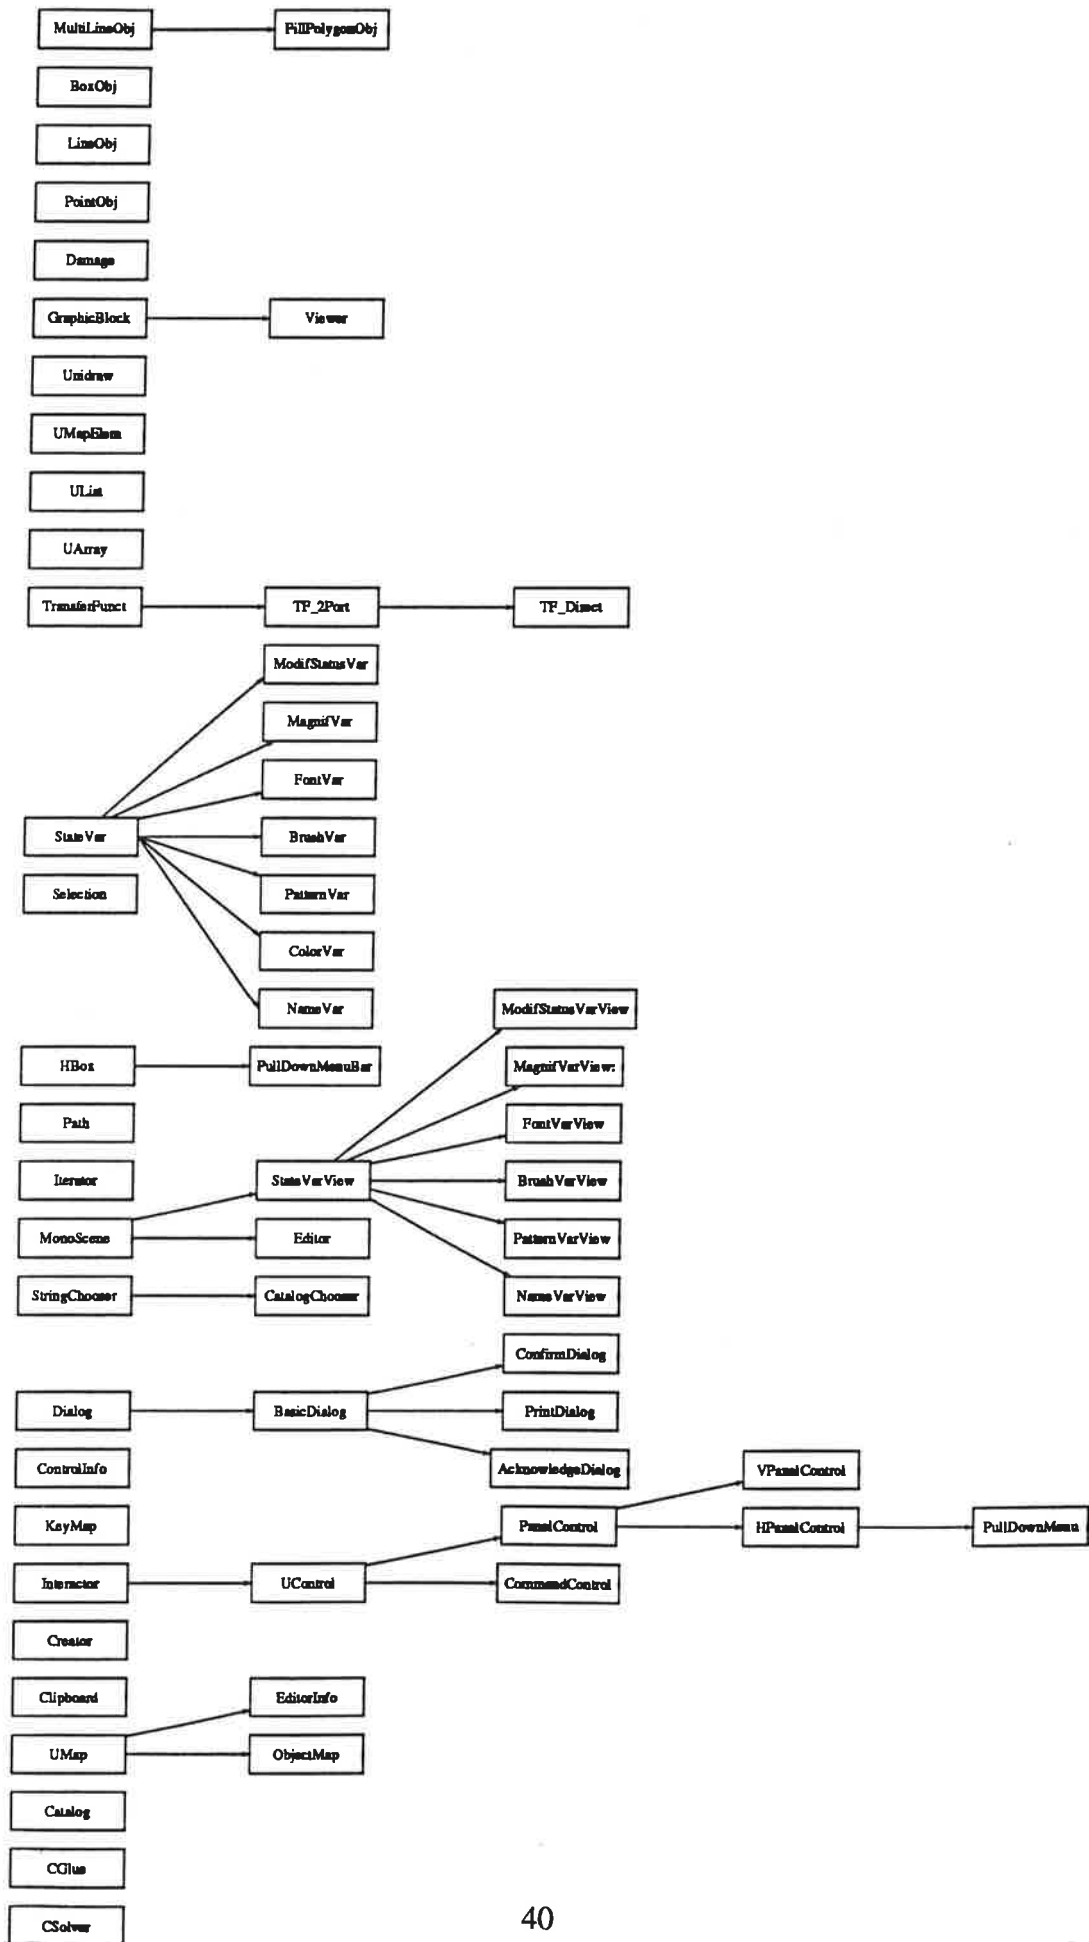 MultiLineObj FillPolygonObj
BoxObj
LineObj
PointObj
Damage
GraphicBlock Viewer
Unidraw
UMapElem
UList
UArray
TransferFunct TF_2Port TF_Direct
ModifStatusVar
MagnifVar
FontVar
StateVar BrushVar
Selection PatternVar
ColorVar
NameVar ModifStatusVarView
HBox PullDownMenuBar MagnifVarView:
Path FontVarView
Iterator StateVarView BrushVarView
MonoScene Editor PatternVarView
StringChooser CatalogChooser NameVarView
ConfirmDialog
Dialog BasicDialog PrintDialog
ControlInfo AcknowledgeDialog VPanelControl
KeyMap PanelControl HPanelControl PullDownMenu
Interactor UControl CommandControl
Creator
Clipboard EditorInfo
UMap ObjectMap
Catalog
CGlue
CSolver
40